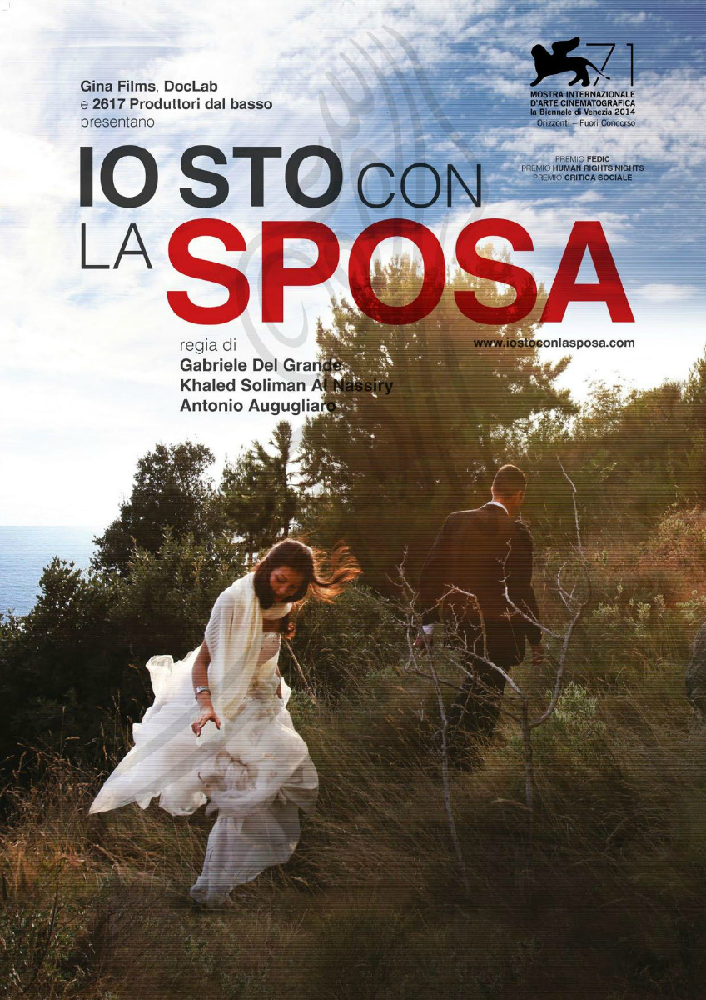 Gina Films, DocLab
e 2617 Produttori dal basso
presentano
71
MOSTRA INTERNAZIONALE
D'ARTE CINEMATOGRAFICA
la Biennale di Venezia 2014
Orizzonti – Fuori Concorso
PREMIO FEDIC
PREMIO HUMAN RIGHTS NIGHTS
PREMIO CRITICA SOCIALE
IO STO CON
LA SPOSA
regia di
Gabriele Del Grande
Khaled Soliman Al Nassiry
Antonio Augugliaro
www.iostoconlasposa.com